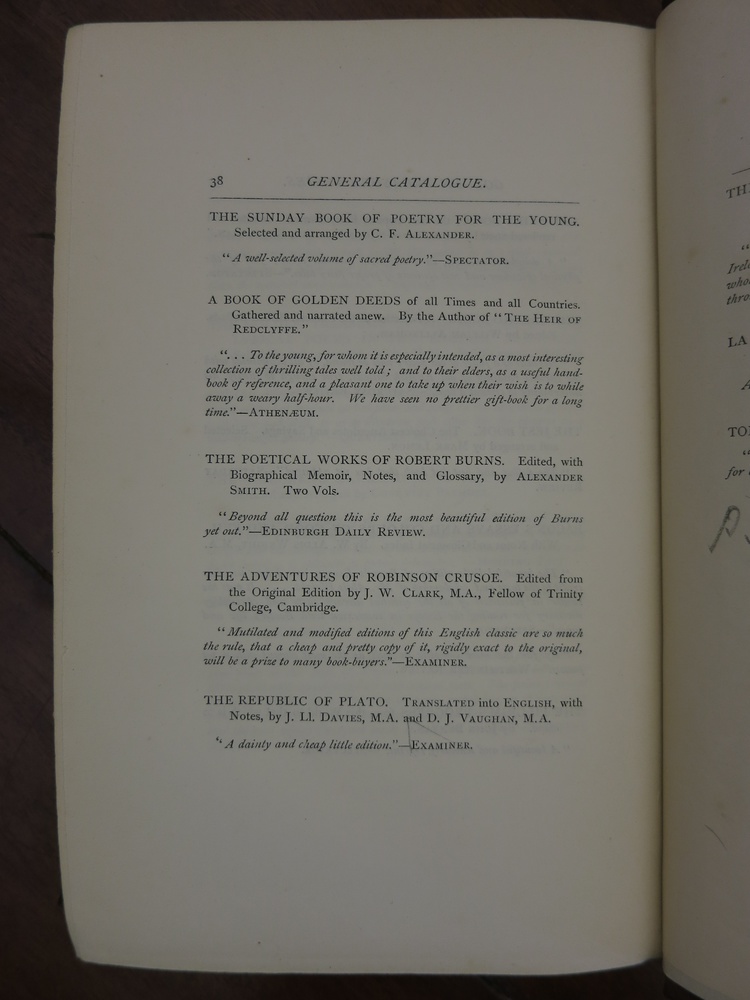 38 GENERAL CATALOGUE.
THE SUNDAY BOOK OF POETRY FOR THE YOUNG.
Selected and arranged by C. F. ALEXANDER.
"A well-selected volume of sacred poetry."—SPECTATOR.
A BOOK OF GOLDEN DEEDS of all Times and all Countries.
Gathered and narrated anew. By the Author of "THE HEIR OF
REDCLYFFE."
". . . To the young, for whom it is especially intended, as a most interesting
collection of thrilling tales well told; and to their elders, as a useful hand-
book of reference, and a pleasant one to take up when their wish is to while
away a weary half-hour. We have seen no prettier gift-book for a long
time."—ATHENÆUM.
THE POETICAL WORKS OF ROBERT BURNS. Edited, with
Biographical Memoir, Notes, and Glossary, by ALEXANDER
SMITH. Two Vols.
"Beyond all question this is the most beautiful edition of Burns
yet out."—EDINBURGH DAILY REVIEW.
THE ADVENTURES OF ROBINSON CRUSOE. Edited from
the Original Edition by J. W. CLARK, M.A., Fellow of Trinity
College, Cambridge.
"Mutilated and modified editions of this English classic are so much
the rule, that a cheap and pretty copy of it, rigidly exact to the original,
will be a prize to many book-buyers."—EXAMINER.
THE REPUBLIC OF PLATO. TRANSLATED into ENGLISH, with
Notes, by J. Ll. DAVIES, M.A. and D. J. VAUGHAN, M.A.
"A dainty and cheap little edition."—EXAMINER.
TH
"
Irel
who
thro
LA
A
TO
"
for